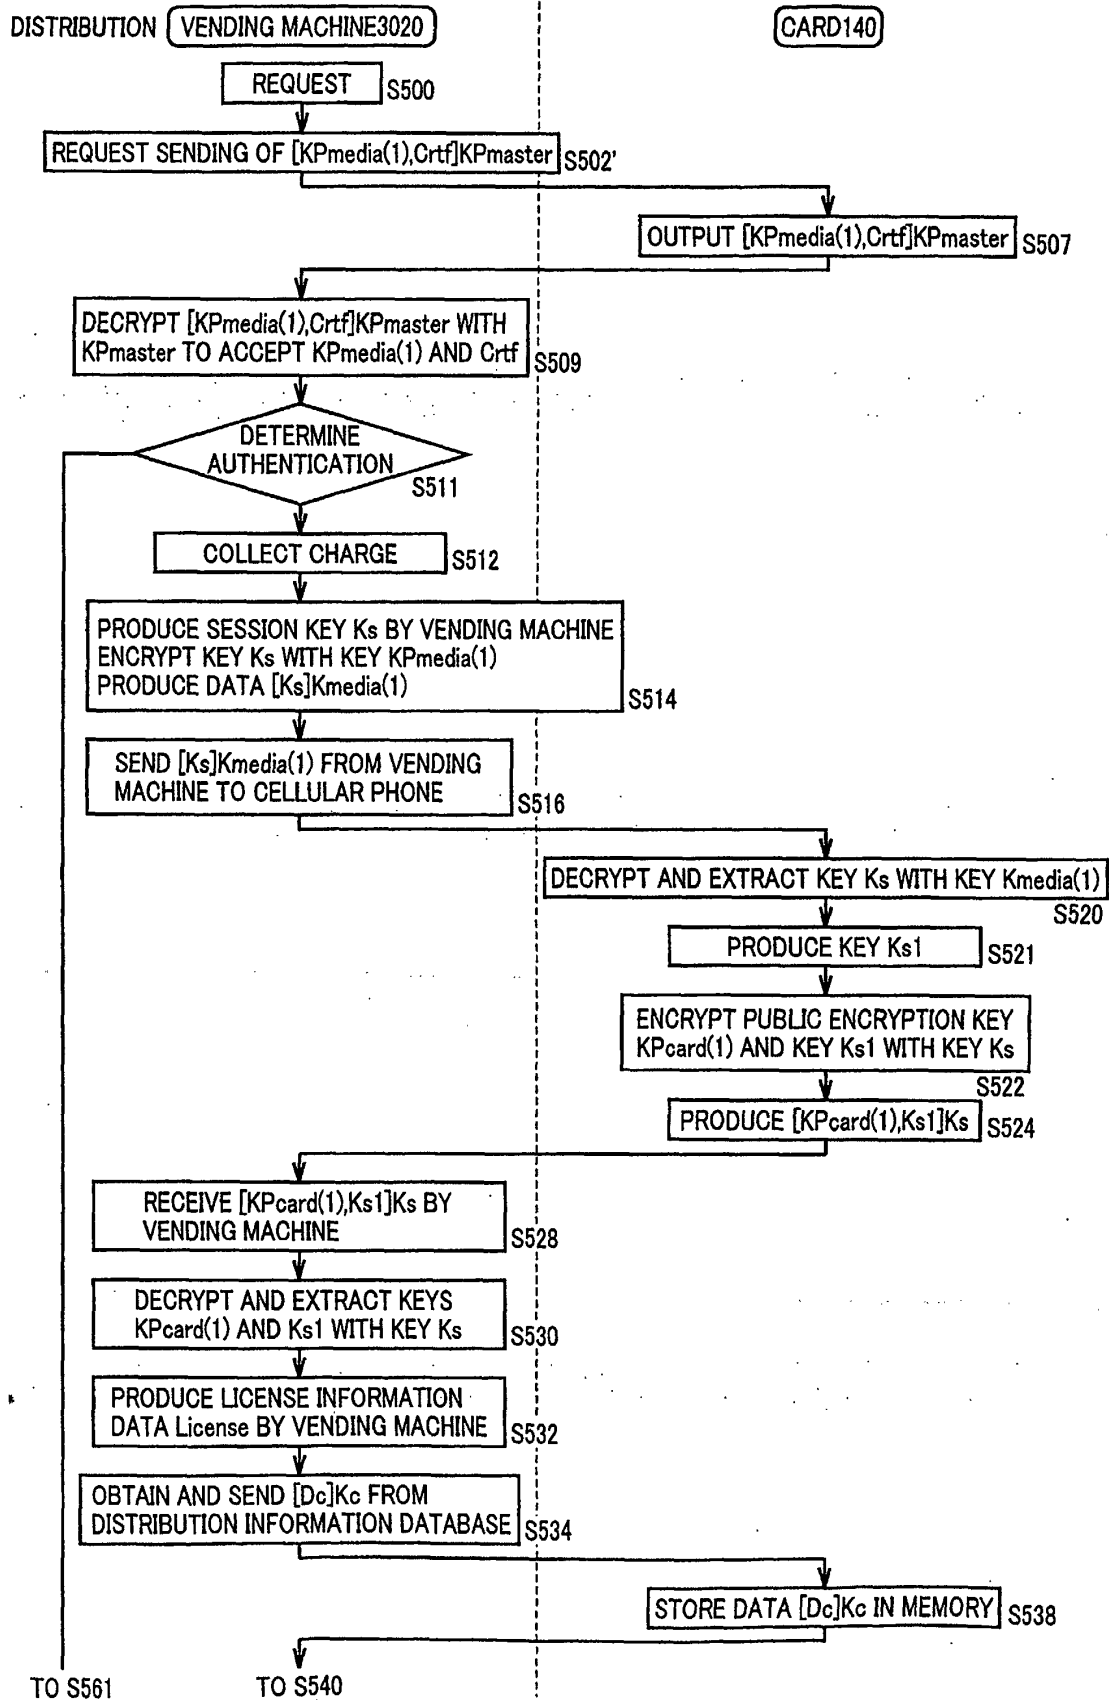 DISTRIBUTION VENDING MACHINE3020
CARD140
REQUEST S500
REQUEST SENDING OF [KPmedia(1),Crtf]KPmaster S502'
OUTPUT [KPmedia(1),Crtf]KPmaster S507
DECRYPT [KPmedia(1),Crtf]KPmaster WITH
KPmaster TO ACCEPT KPmedia(1) AND Crtf S509
DETERMINE
AUTHENTICATION
S511
COLLECT CHARGE S512
PRODUCE SESSION KEY Ks BY VENDING MACHINE
ENCRYPT KEY Ks WITH KEY KPmedia(1)
PRODUCE DATA [Ks]Kmedia(1) S514
SEND [Ks]Kmedia(1) FROM VENDING
MACHINE TO CELLULAR PHONE S516
DECRYPT AND EXTRACT KEY Ks WITH KEY Kmedia(1)
S520
PRODUCE KEY Ks1 S521
ENCRYPT PUBLIC ENCRYPTION KEY
KPcard(1) AND KEY Ks1 WITH KEY Ks
S522
PRODUCE [KPcard(1),Ks1]Ks S524
RECEIVE [KPcard(1),Ks1]Ks BY
VENDING MACHINE S528
DECRYPT AND EXTRACT KEYS
KPcard(1) AND Ks1 WITH KEY Ks S530
PRODUCE LICENSE INFORMATION
DATA License BY VENDING MACHINE S532
OBTAIN AND SEND [Dc]Kc FROM
DISTRIBUTION INFORMATION DATABASE S534
STORE DATA [Dc]Kc IN MEMORY S538
TO S561 TO S540